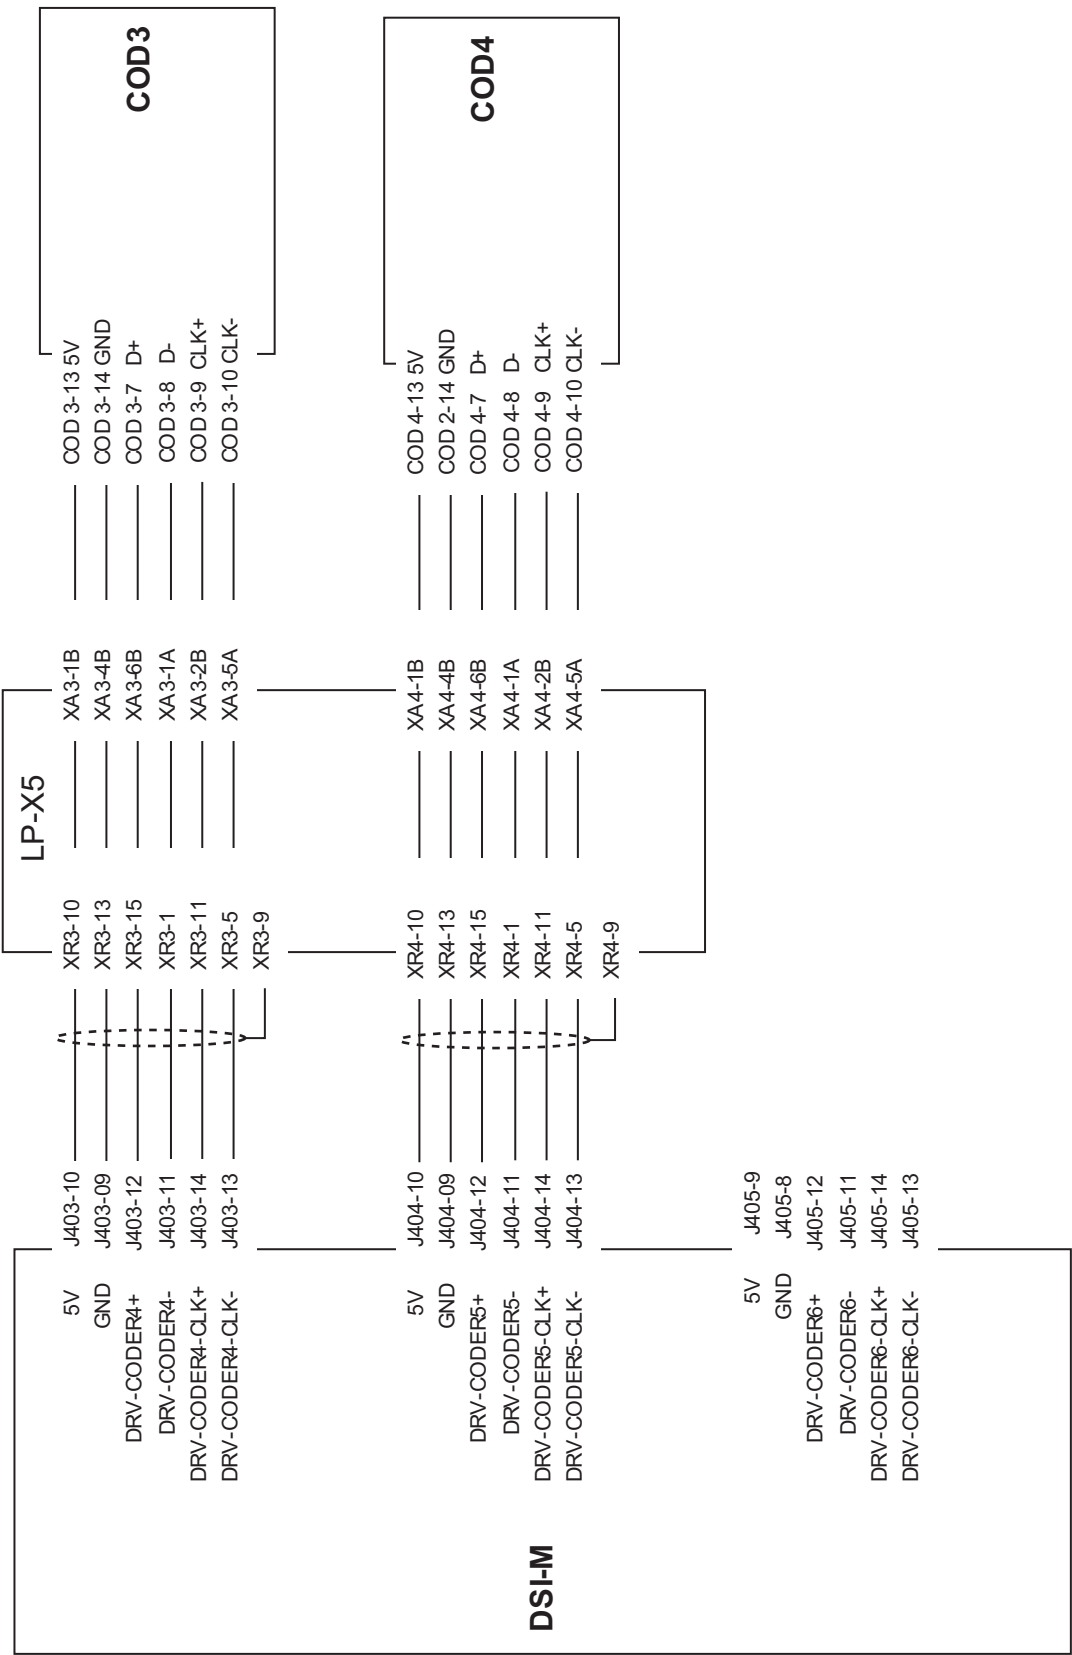 COD3
COD 3-13 5V
COD 3-14 GND
COD 3-7 D+
COD 3-8 D-
COD 3-9 CLK+
COD 3-10 CLK-
COD4
COD 4-13 5V
COD 2-14 GND
COD 4-7 D+
COD 4-8 D-
COD 4-9 CLK+
COD 4-10 CLK-
LP-X5
XA3-1B
XA3-4B
XA3-6B
XA3-1A
XA3-2B
XA3-5A
XA4-1B
XA4-4B
XA4-6B
XA4-1A
XA4-2B
XA4-5A
XR3-10
XR3-13
XR3-15
XR3-1
XR3-11
XR3-5
XR3-9
XR4-10
XR4-13
XR4-15
XR4-1
XR4-11
XR4-5
XR4-9
J403-10
J403-09
J403-12
J403-11
J403-14
J403-13
J404-10
J404-09
J404-12
J404-11
J404-14
J404-13
J405-9
J405-8
J405-12
J405-11
J405-14
J405-13
5V
GND
DRV-CODER4+
DRV-CODER4-
DRV-CODER4-CLK+
DRV-CODER4-CLK-
5V
GND
DRV-CODER5+
DRV-CODER5-
DRV-CODER5-CLK+
DRV-CODER5-CLK-
5V
GND
DRV-CODER6+
DRV-CODER6-
DRV-CODER6-CLK+
DRV-CODER6-CLK-
DSI-M